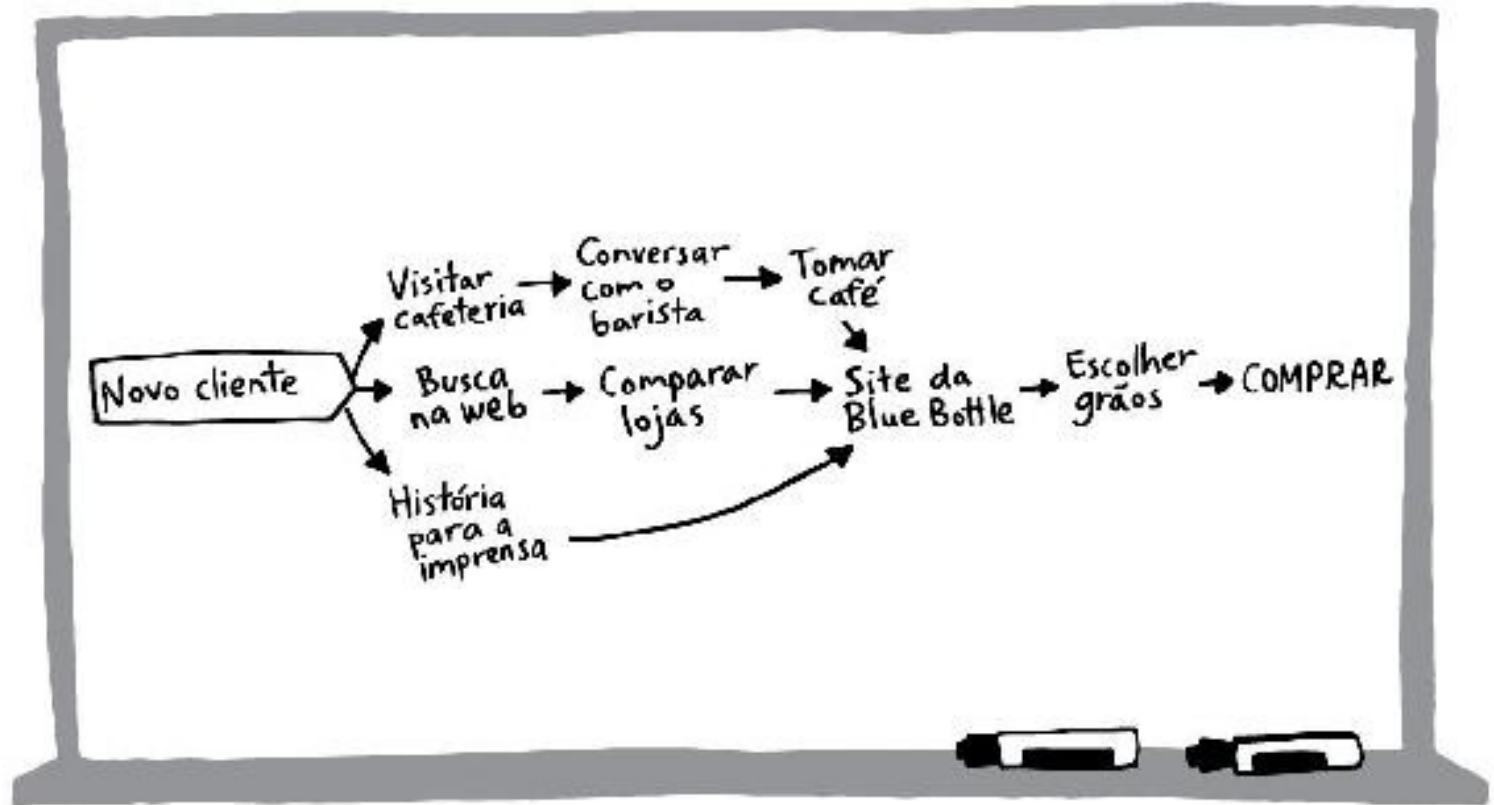 Novo cliente
Visitar
cafeteria
Conversar
com o
barista
Tomar
café
Busca
na web
Comparar
lojas
Site da
Blue Bottle
Escolher
grãos
COMPRAR
História
para a
imprensa